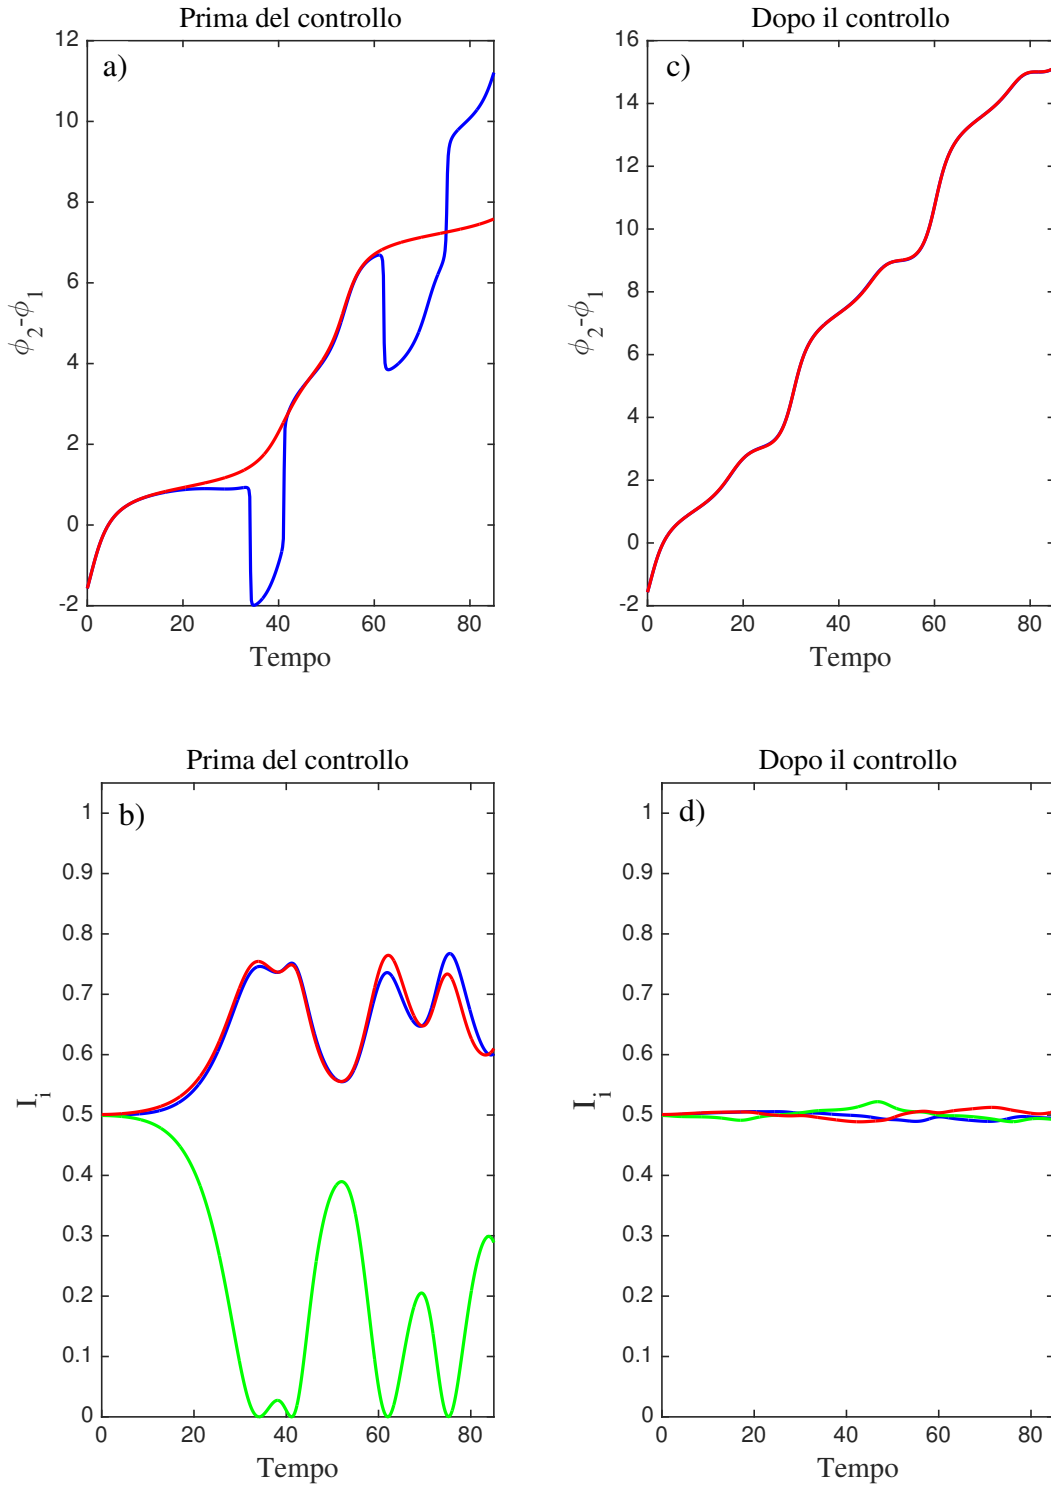 Prima del controllo
a)
12
10
8
6
4
2
0
-2
0 20 40 60 80
ϕ2-ϕ1
Tempo
Dopo il controllo
c)
16
14
12
10
8
6
4
2
0
-2
0 20 40 60 80
ϕ2-ϕ1
Tempo
Prima del controllo
b)
1
0.9
0.8
0.7
0.6
0.5
0.4
0.3
0.2
0.1
0
0 20 40 60 80
Ii
Tempo
Dopo il controllo
d)
1
0.9
0.8
0.7
0.6
0.5
0.4
0.3
0.2
0.1
0
0 20 40 60 80
Ii
Tempo